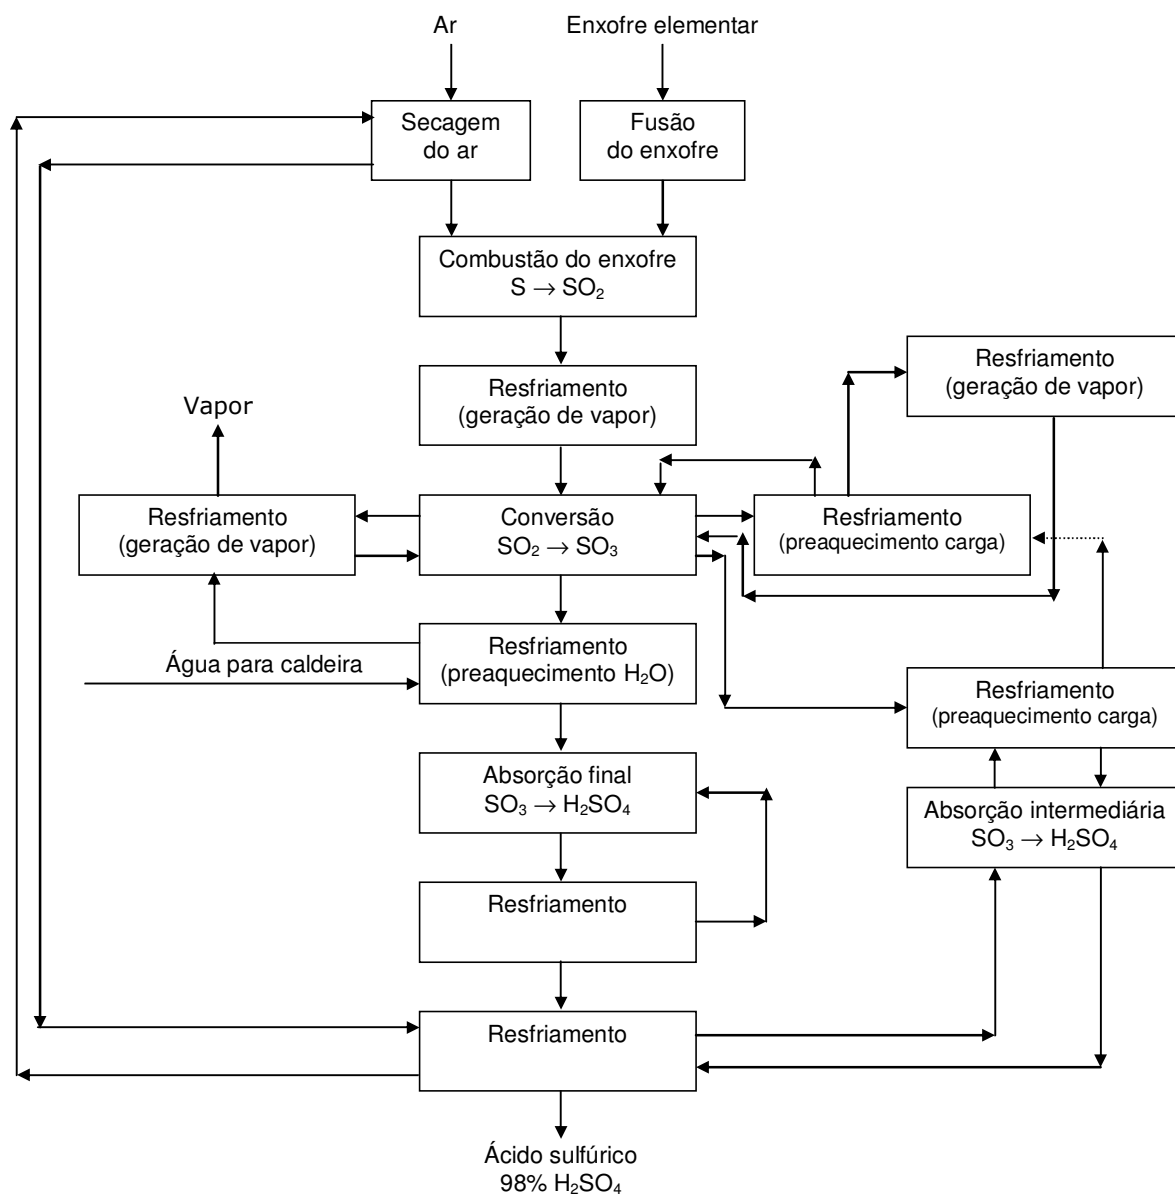 Ar
Enxofre elementar
Secagem
do ar
Fusão
do enxofre
Combustão do enxofre
S → SO₂
Resfriamento
(geração de vapor)
Resfriamento
(geração de vapor)
Vapor
Resfriamento
(geração de vapor)
Conversão
SO₂ → SO₃
Resfriamento
(preaquecimento carga)
Resfriamento
(preaquecimento H₂O)
Água para caldeira
Resfriamento
(preaquecimento carga)
Absorção final
SO₃ → H₂SO₄
Absorção intermediária
SO₃ → H₂SO₄
Resfriamento
Resfriamento
Ácido sulfúrico
98% H₂SO₄